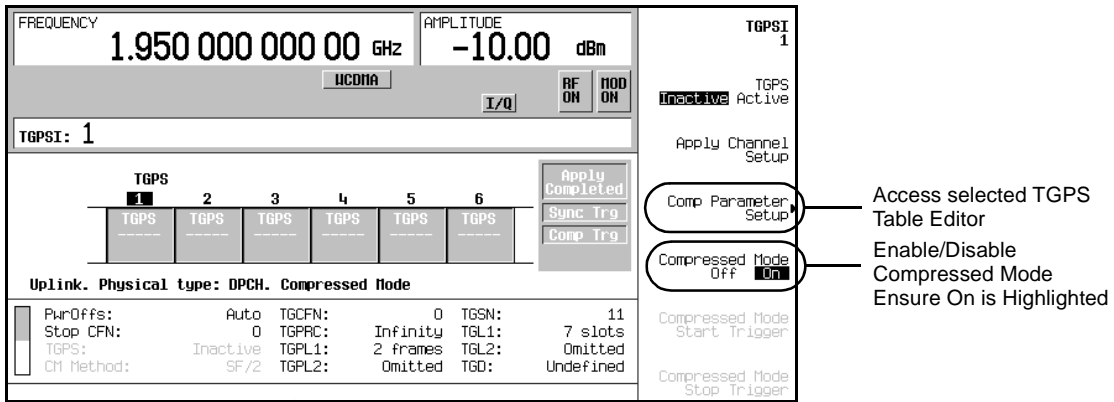 FREQUENCY
1.950 000 000 00 GHz
AMPLITUDE
-10.00 dBm
WCDMA
I/Q
RF ON
MOD ON
TGPSI: 1
TGPS
1 2 3 4 5 6
TGPS TGPS TGPS TGPS TGPS TGPS
----- ----- ----- ----- ----- -----
Apply Completed
Sync Trg
Comp Trg
Uplink. Physical type: DPCH. Compressed Mode
PwrOffs: Auto TGCFN: 0 TGSN: 11
Stop CFN: 0 TGPRC: Infinity TGL1: 7 slots
TGPS: Inactive TGPL1: 2 frames TGL2: Omitted
CM Method: SF/2 TGPL2: Omitted TGD: Undefined
TGPSI
1
TGPS
Inactive Active
Apply Channel
Setup
Comp Parameter
Setup
Compressed Mode
Off On
Compressed Mode
Start Trigger
Compressed Mode
Stop Trigger
Access selected TGPS
Table Editor
Enable/Disable
Compressed Mode
Ensure On is Highlighted